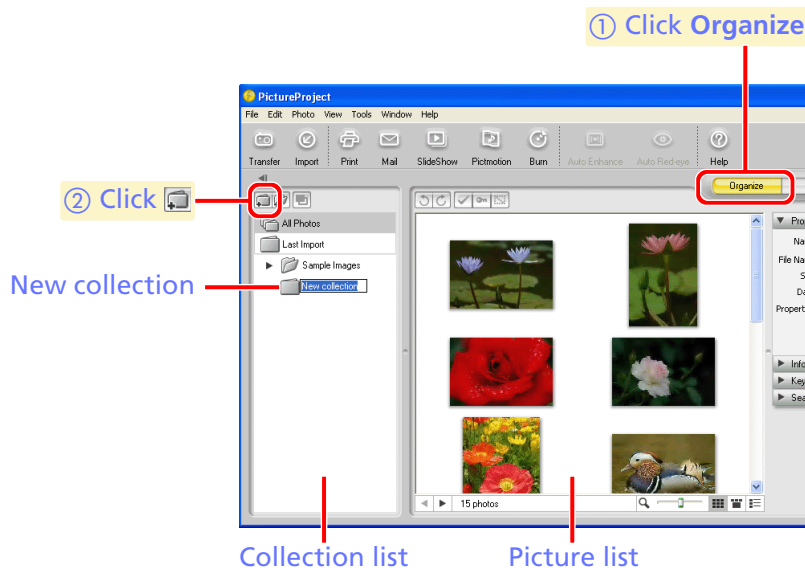 ① Click Organize
PictureProject
File Edit Photo View Tools Window Help
Transfer Import Print Mail SlideShow Pictmotion Burn Auto Enhance Auto Red-eye Help
Organize
② Click
All Photos
Last Import
Sample Images
New collection
New collection
15 photos
Collection list
Picture list